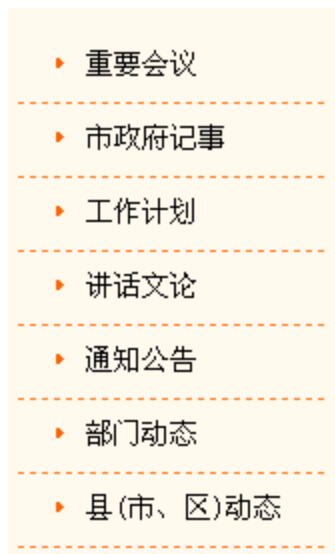 重要会议
市政府记事
工作计划
讲话文论
通知公告
部门动态
县(市、区)动态